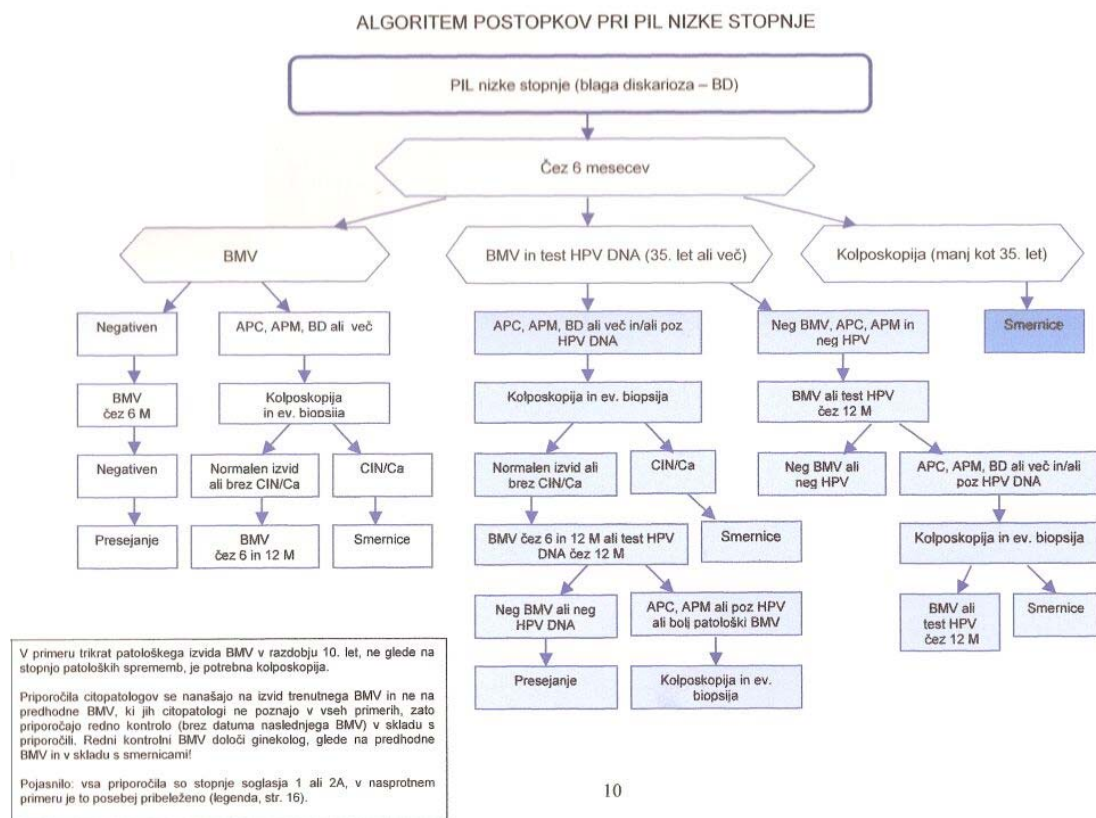 ALGORITEM POSTOPKOV PRI PIL NIZKE STOPNJE
PIL nizke stopnje (blaga diskarioza – BD)
Čez 6 mesecev
BMV
BMV in test HPV DNA (35. let ali več)
Kolposkopija (manj kot 35. let)
Negativen
APC, APM, BD ali več
APC, APM, BD ali več in/ali poz
HPV DNA
Neg BMV, APC, APM in
neg HPV
Smernice
BMV
čez 6 M
Kolposkopija
in ev. biopsija
Kolposkopija in ev. biopsija
BMV ali test HPV
čez 12 M
Negativen
Normalen izvid
ali brez CIN/Ca
CIN/Ca
Normalen izvid ali
brez CIN/Ca
CIN/Ca
Neg BMV ali
neg HPV
APC, APM, BD ali več in/ali
poz HPV DNA
Presejanje
BMV
čez 6 in 12 M
Smernice
BMV čez 6 in 12 M ali test HPV
DNA čez 12 M
Smernice
Kolposkopija in ev. biopsija
Neg BMV ali neg
HPV DNA
APC, APM ali poz HPV
ali bolj patološki BMV
BMV ali
test HPV
čez 12 M
Smernice
Presejanje
Kolposkopija in ev.
biopsija
V primeru trikrat patološkega izvida BMV v razdobju 10. let, ne glede na
stopnjo patoloških sprememb, je potrebna kolposkopija.
Priporočila citopatologov se nanašajo na izvid trenutnega BMV in ne na
predhodne BMV, ki jih citopatologi ne poznajo v vseh primerih, zato
priporočajo redno kontrolo (brez datuma naslednjega BMV) v skladu s
priporočili. Redni kontrolni BMV določi ginekolog, glede na predhodne
BMV in v skladu s smernicami!
Pojasnilo: vsa priporočila so stopnje soglasja 1 ali 2A, v nasprotnem
primeru je to posebej pribeleženo (legenda, str. 16).
10